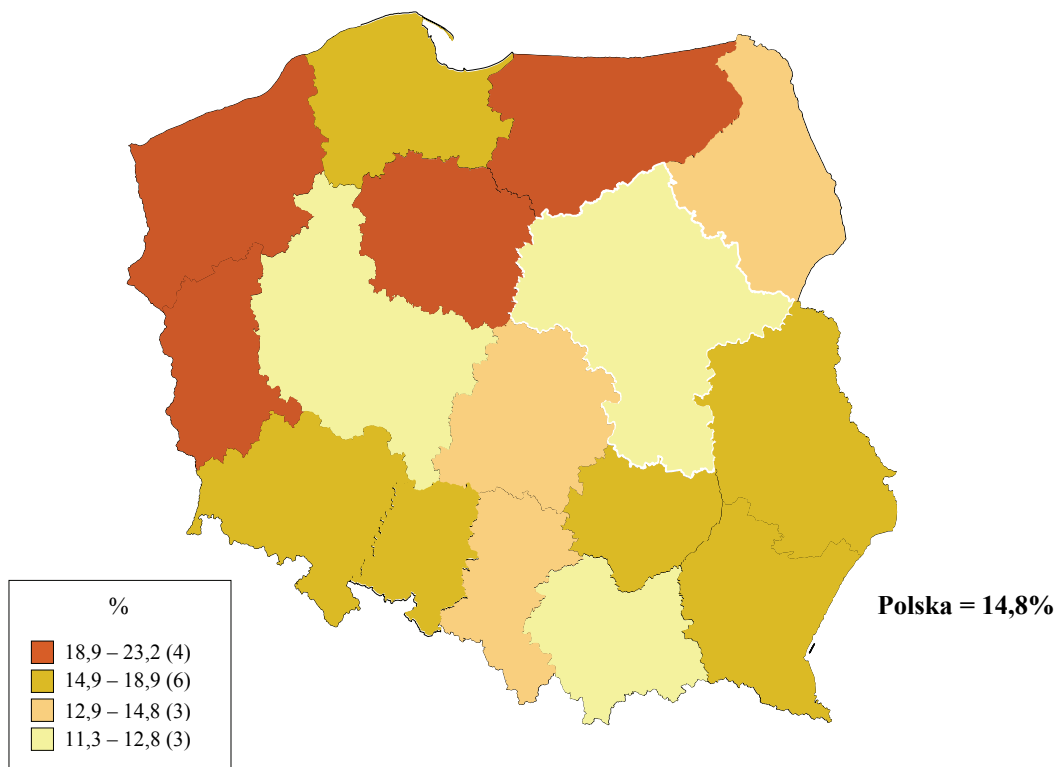 %
18,9 – 23,2 (4)
14,9 – 18,9 (6)
12,9 – 14,8 (3)
11,3 – 12,8 (3)
Polska = 14,8%